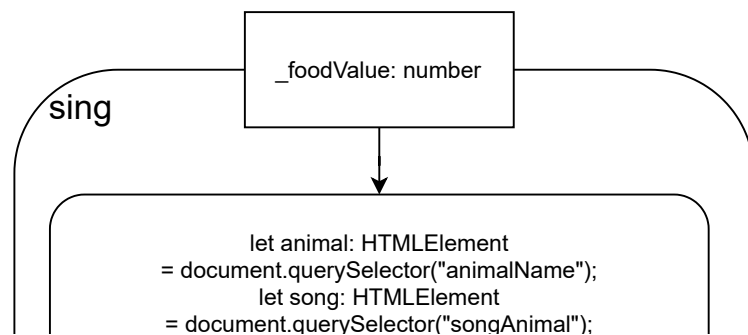 _foodValue: number
sing
let animal: HTMLElement
= document.querySelector("animalName");
let song: HTMLElement
= document.querySelector("songAnimal");